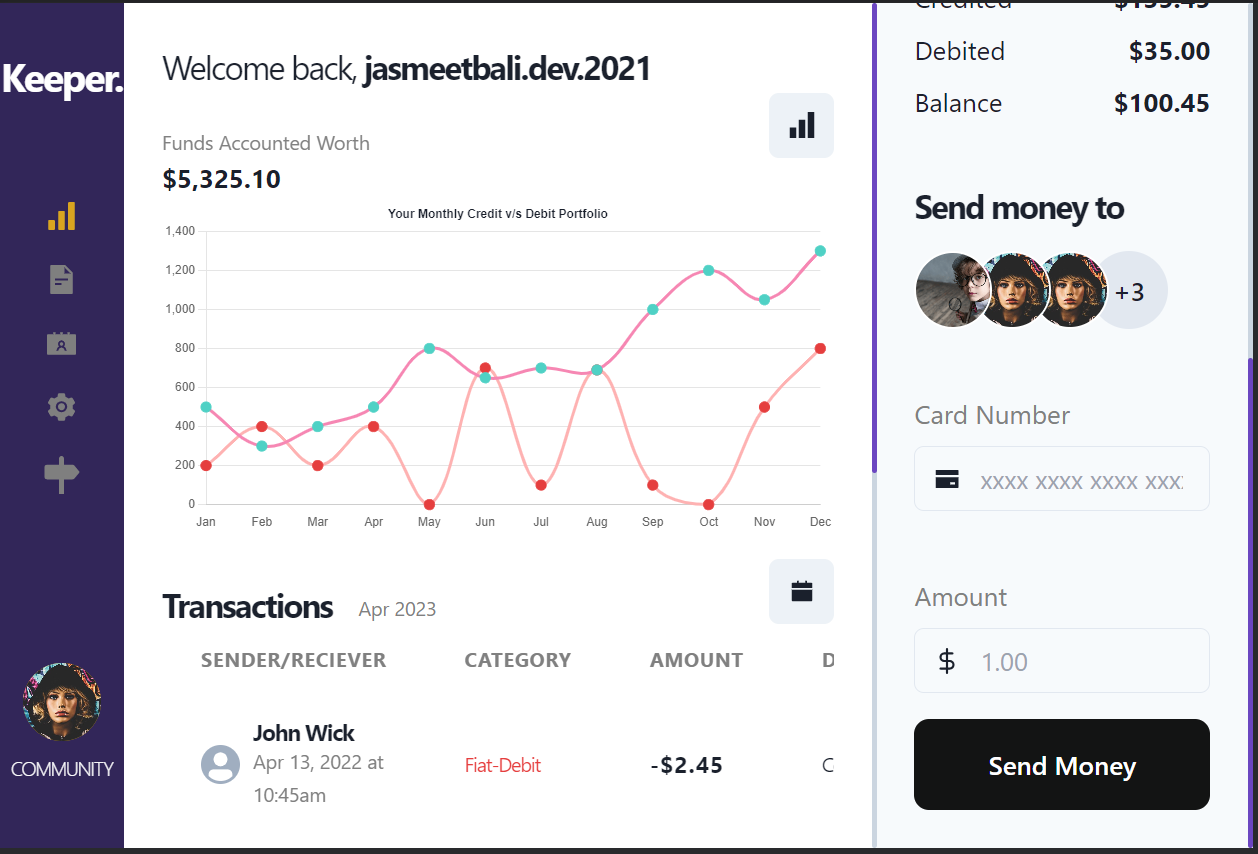 Keeper.
COMMUNITY
Welcome back, jasmeetbali.dev.2021
Funds Accounted Worth
$5,325.10
Your Monthly Credit v/s Debit Portfolio
1,400
1,200
1,000
800
600
400
200
0
Jan Feb Mar Apr May Jun Jul Aug Sep Oct Nov Dec
Transactions Apr 2023
SENDER/RECIEVER CATEGORY AMOUNT D
John Wick
Apr 13, 2022 at
10:45am
Fiat-Debit
-$2.45
C
Debited $35.00
Balance $100.45
Send money to
+3
Card Number
xxxx xxxx xxxx xxx
Amount
$ 1.00
Send Money